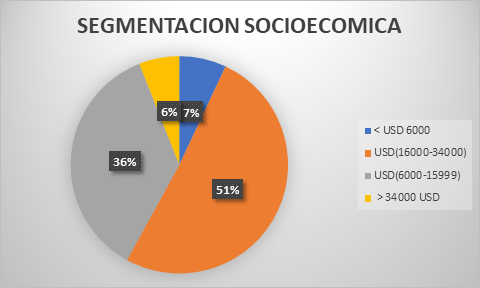 SEGMENTACION SOCIOECOMICA
6%
7%
36%
51%
< USD 6000
USD(16000-34000)
USD(6000-15999)
> 34000 USD